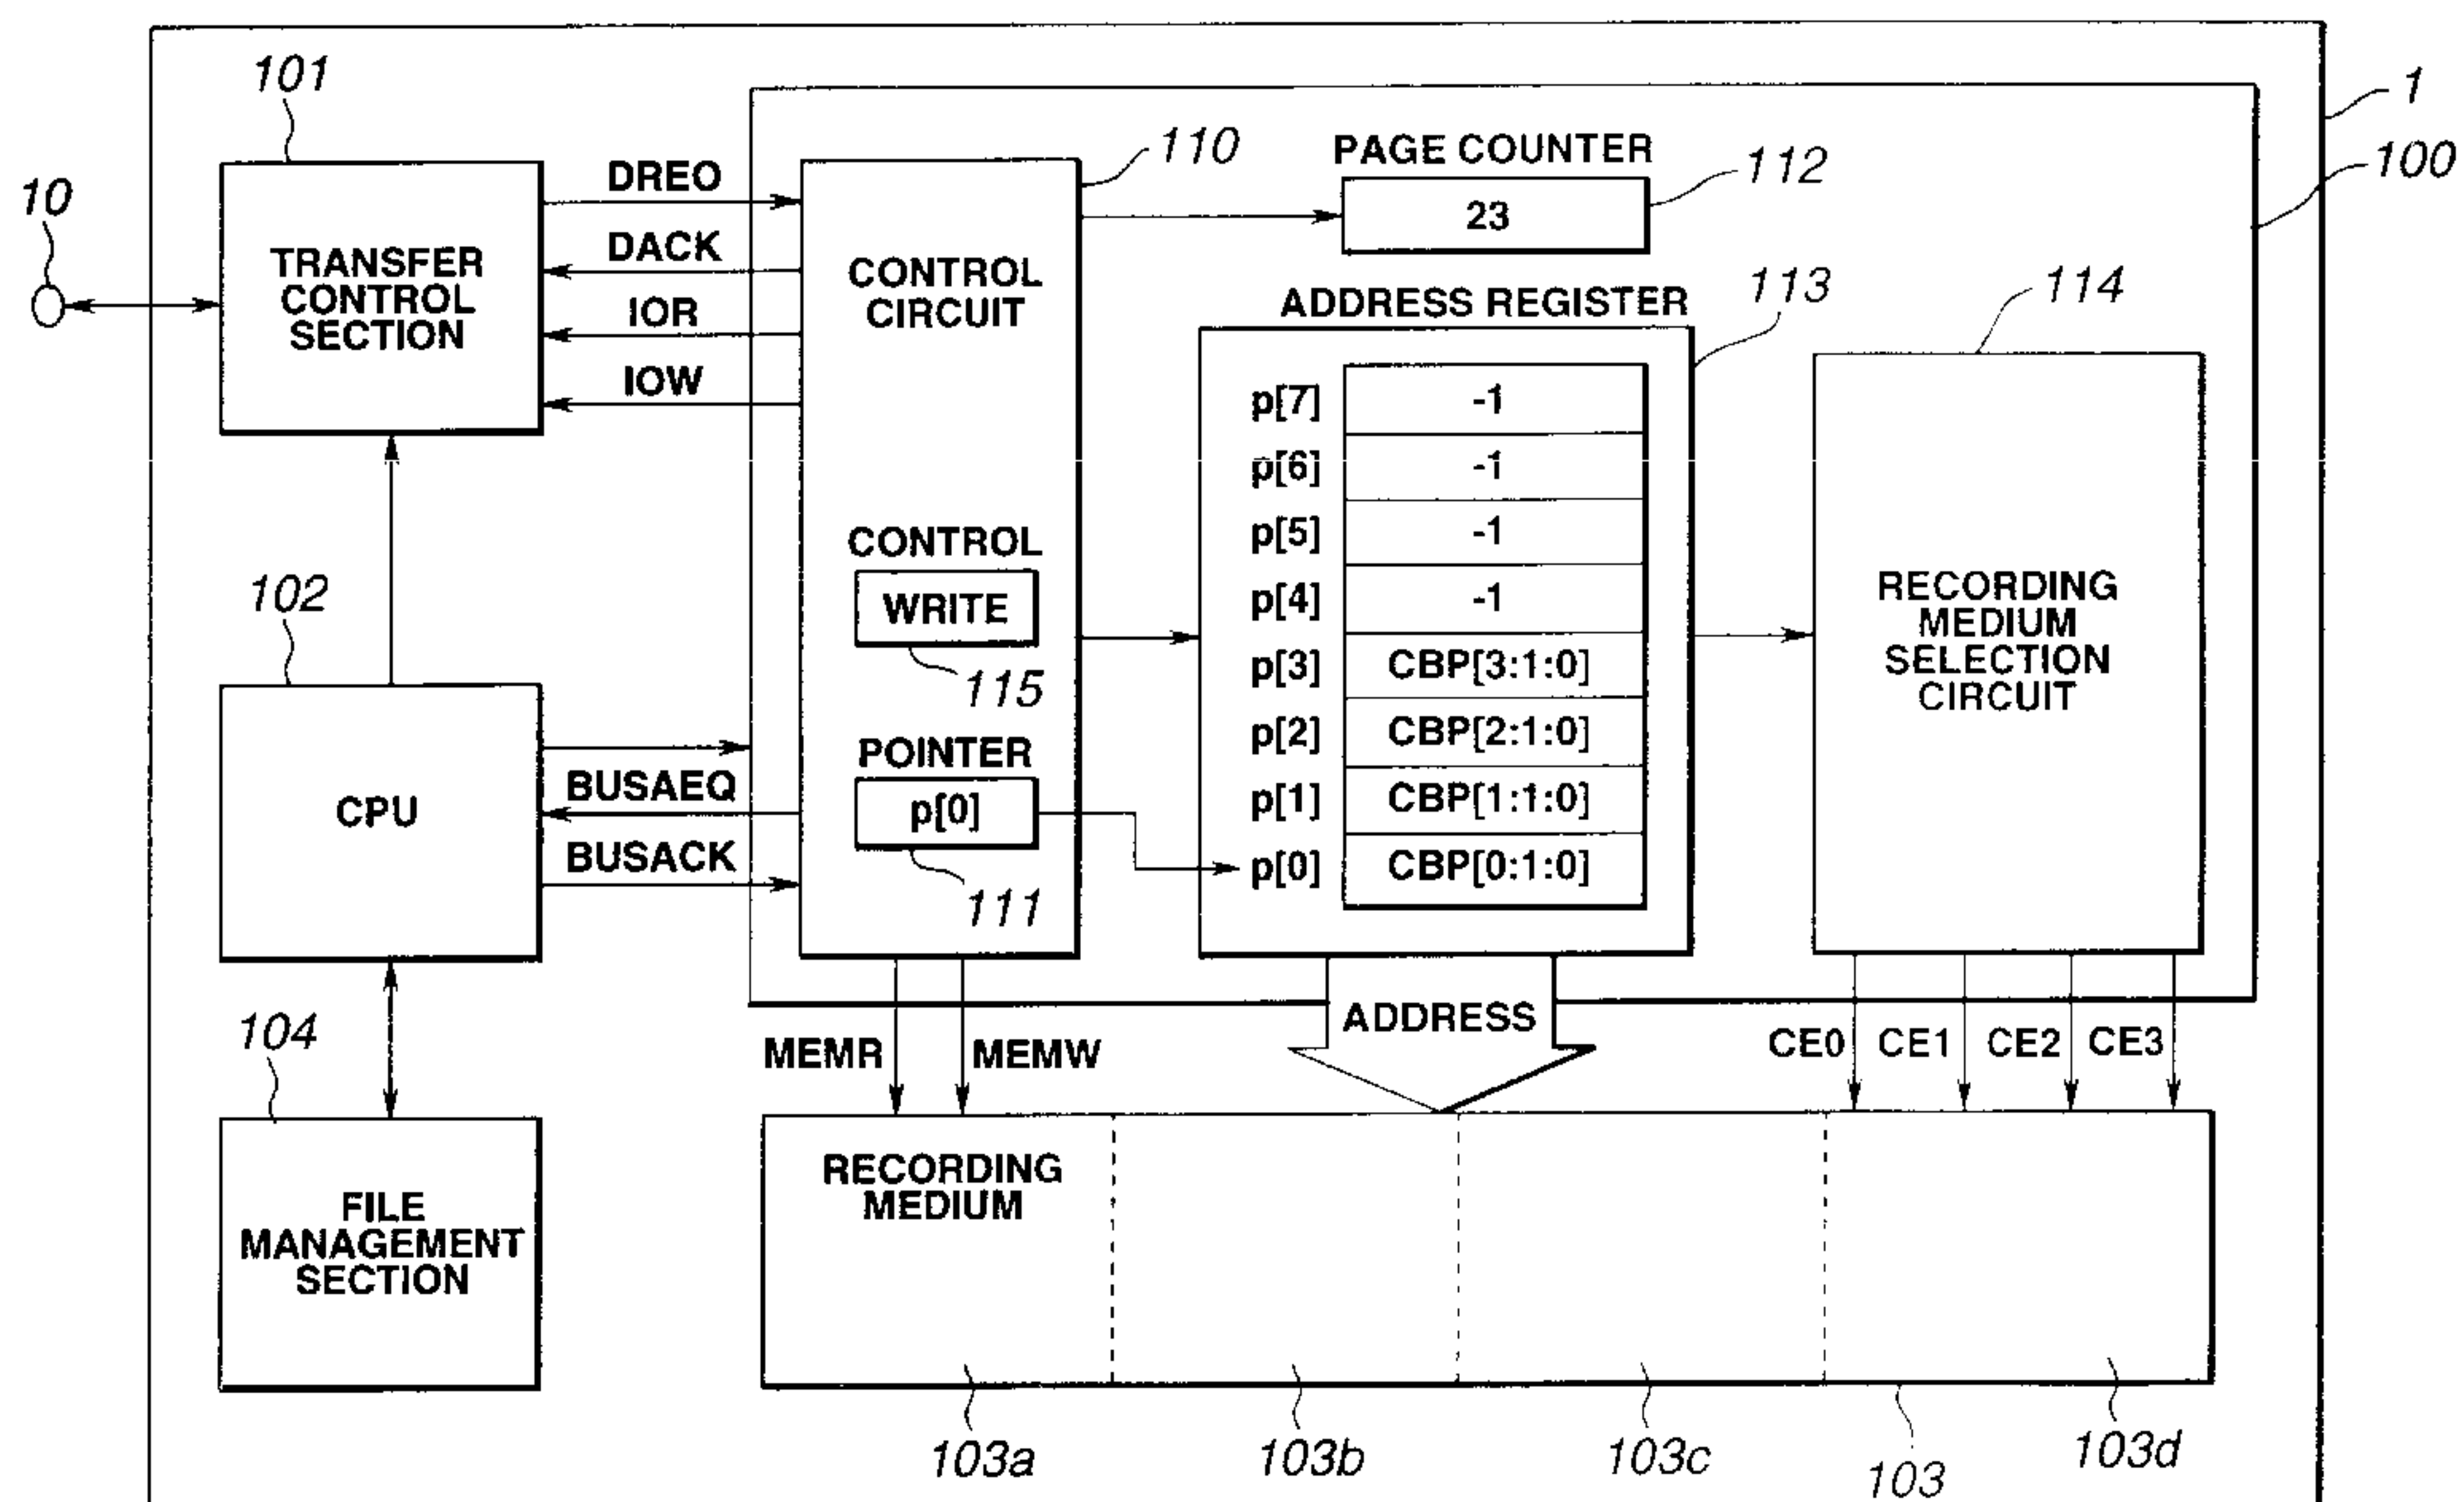 1
100
10
101
TRANSFER
CONTROL
SECTION
DREO
DACK
IOR
IOW
110
CONTROL
CIRCUIT
CONTROL
WRITE
115
POINTER
p[0]
111
PAGE COUNTER
23
112
ADDRESS REGISTER
113
p[7] -1
p[6] -1
p[5] -1
p[4] -1
p[3] CBP[3:1:0]
p[2] CBP[2:1:0]
p[1] CBP[1:1:0]
p[0] CBP[0:1:0]
114
RECORDING
MEDIUM
SELECTION
CIRCUIT
102
CPU
BUSAEQ
BUSACK
104
FILE
MANAGEMENT
SECTION
MEMR
MEMW
ADDRESS
CE0 CE1 CE2 CE3
RECORDING
MEDIUM
103a
103b
103c
103
103d